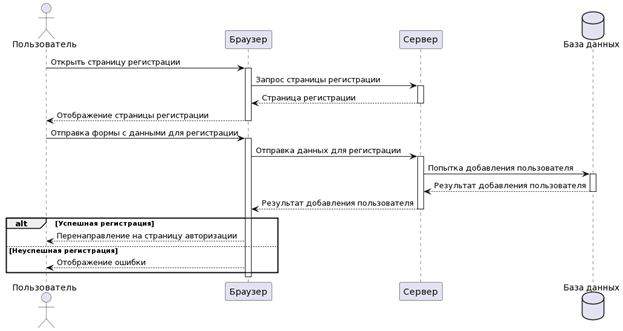 Пользователь
Браузер
Сервер
База данных
Открыть страницу регистрации
Запрос страницы регистрации
Страница регистрации
Отображение страницы регистрации
Отправка формы с данными для регистрации
Отправка данных для регистрации
Попытка добавления пользователя
Результат добавления пользователя
Результат добавления пользователя
alt [Успешная регистрация]
Перенаправление на страницу авторизации
[Неуспешная регистрация]
Отображение ошибки
Пользователь
Браузер
Сервер
База данных